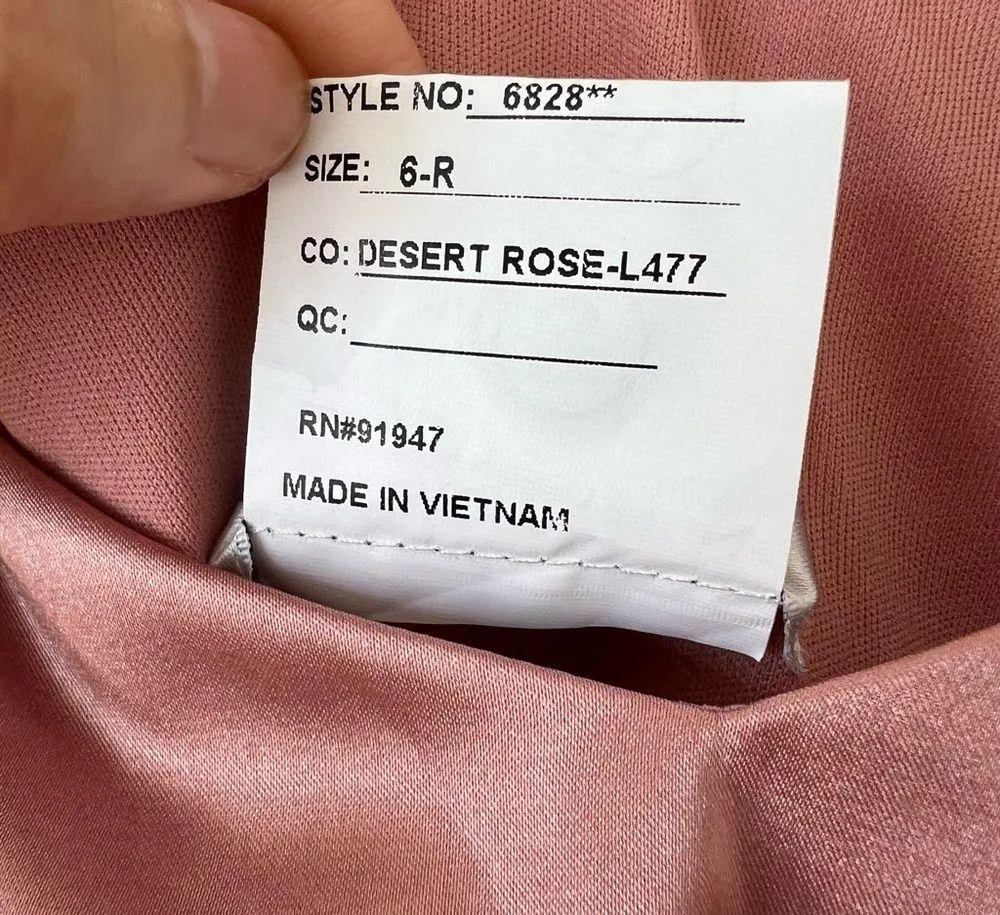 STYLE NO: 6828**
SIZE: 6-R
CO: DESERT ROSE-L477
QC:
RN#91947
MADE IN VIETNAM